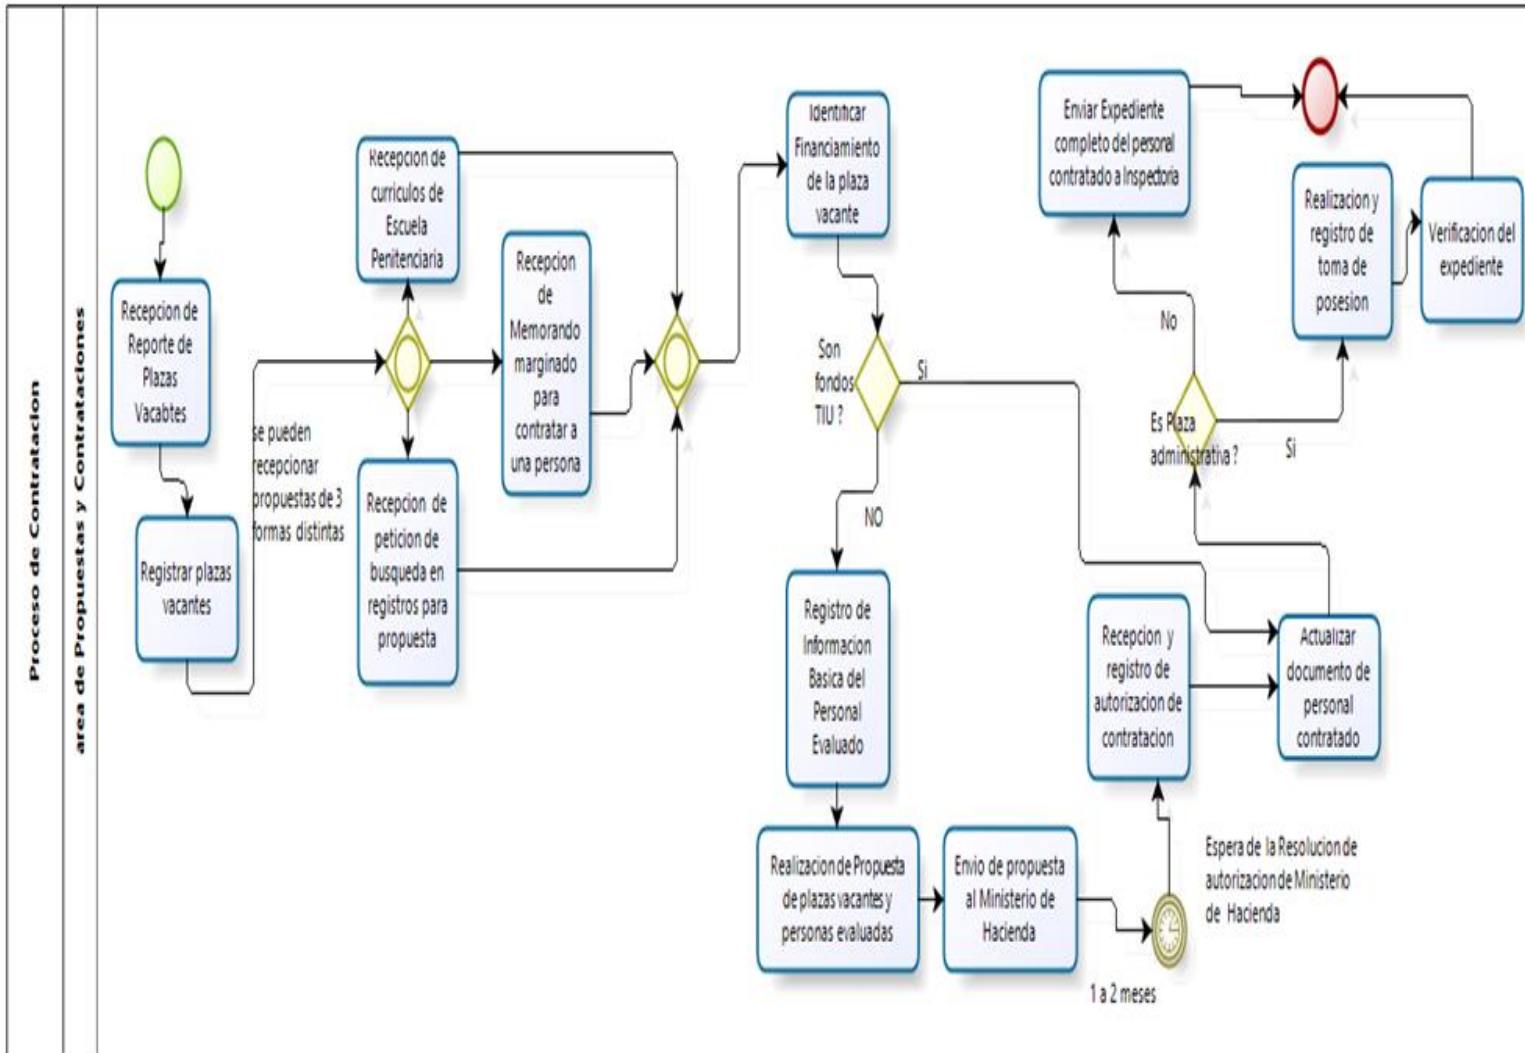 Proceso de Contratacion
area de Propuestas y Contrataciones
Recepcion de
Reporte de
Plazas
Vacabtes
Registrar plazas
vacantes
se pueden
recepcionar
propuestas de 3
formas distintas
Recepcion de
curriculos de
Escuela
Penitenciaria
Recepcion
de
Memorando
marginado
para
contratar a
una persona
Recepcion de
peticion de
busqueda en
registros para
propuesta
Identificar
Financiamiento
de la plaza
vacante
Son
fondos
TIU ?
Si
NO
Registro de
Informacion
Basica del
Personal
Evaluado
Realizacion de Propuesta
de plazas vacantes y
personas evaluadas
Envio de propuesta
al Ministerio de
Hacienda
1 a 2 meses
Espera de la Resolucion de
autorizacion de Ministerio
de Hacienda
Recepcion y
registro de
autorizacion de
contratacion
Actualizar
documento de
personal
contratado
Es Plaza
administrativa ?
No
Si
Enviar Expediente
completo del personal
contratado a Inspectoria
Realizacion y
registro de
toma de
posesion
Verificacion del
expediente